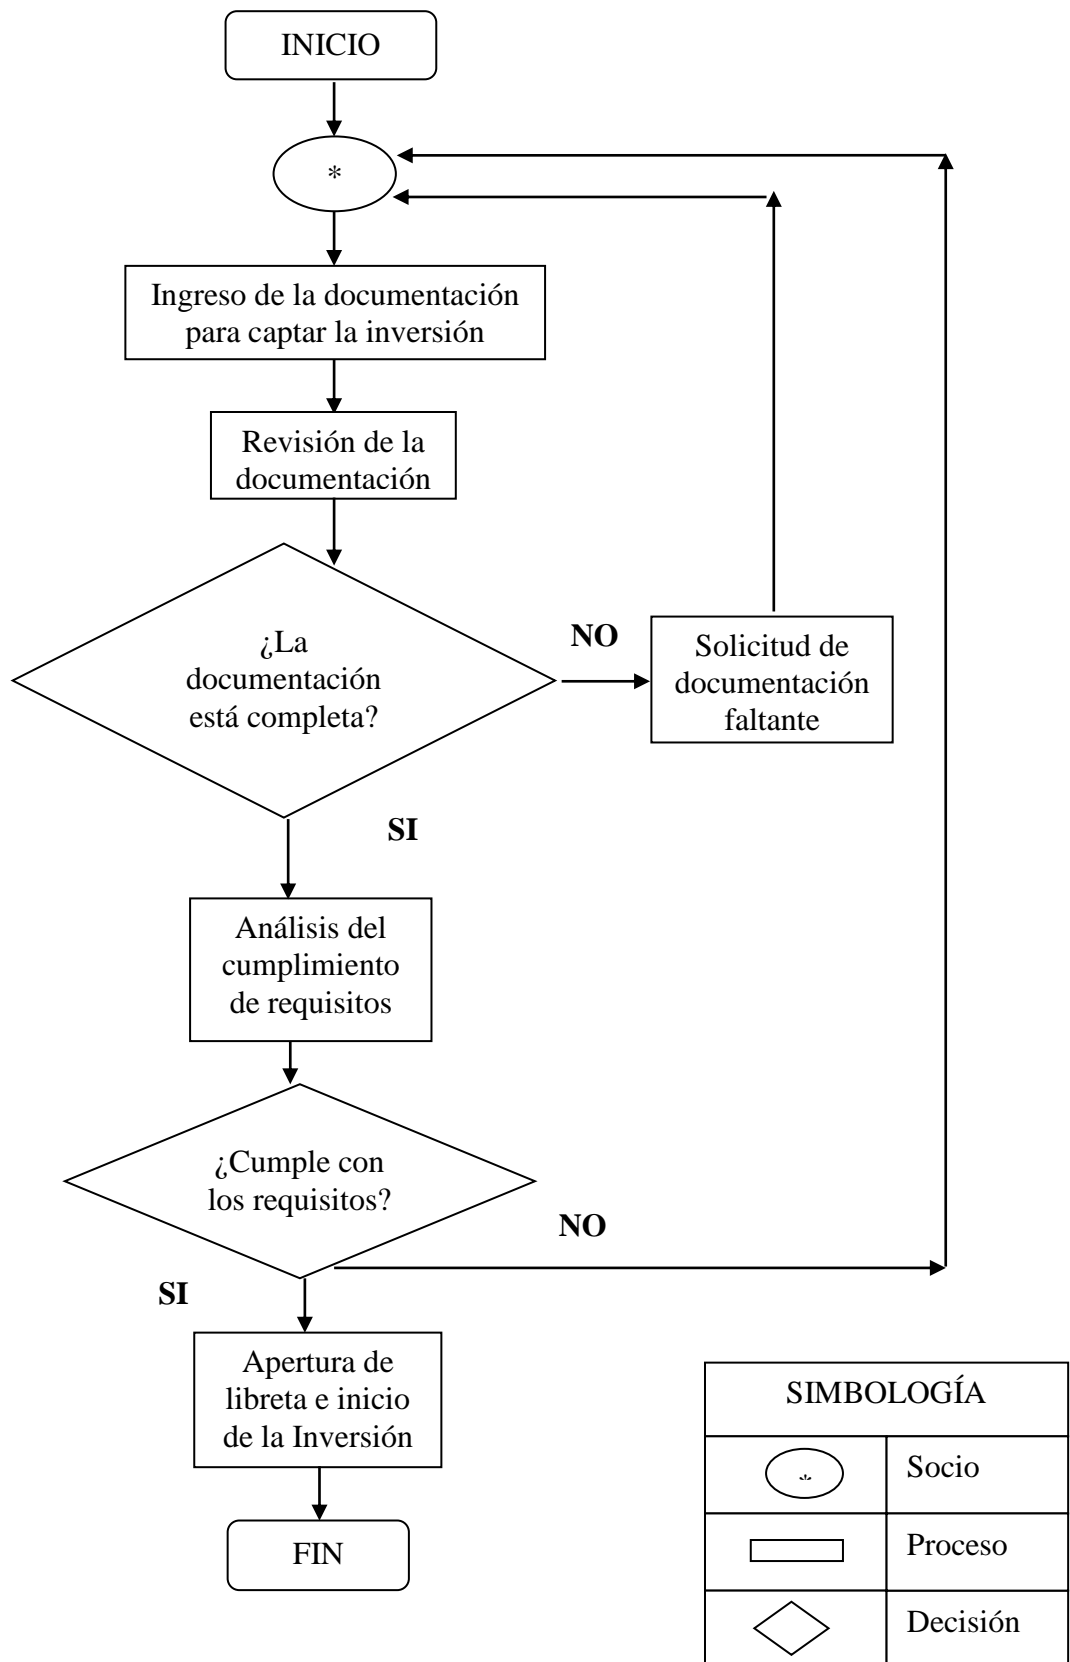 INICIO
*
Ingreso de la documentación
para captar la inversión
Revisión de la
documentación
¿La
documentación
está completa?
NO
Solicitud de
documentación
faltante
SI
Análisis del
cumplimiento
de requisitos
¿Cumple con
los requisitos?
NO
SI
Apertura de
libreta e inicio
de la Inversión
FIN
SIMBOLOGÍA
*
Socio
Proceso
Decisión